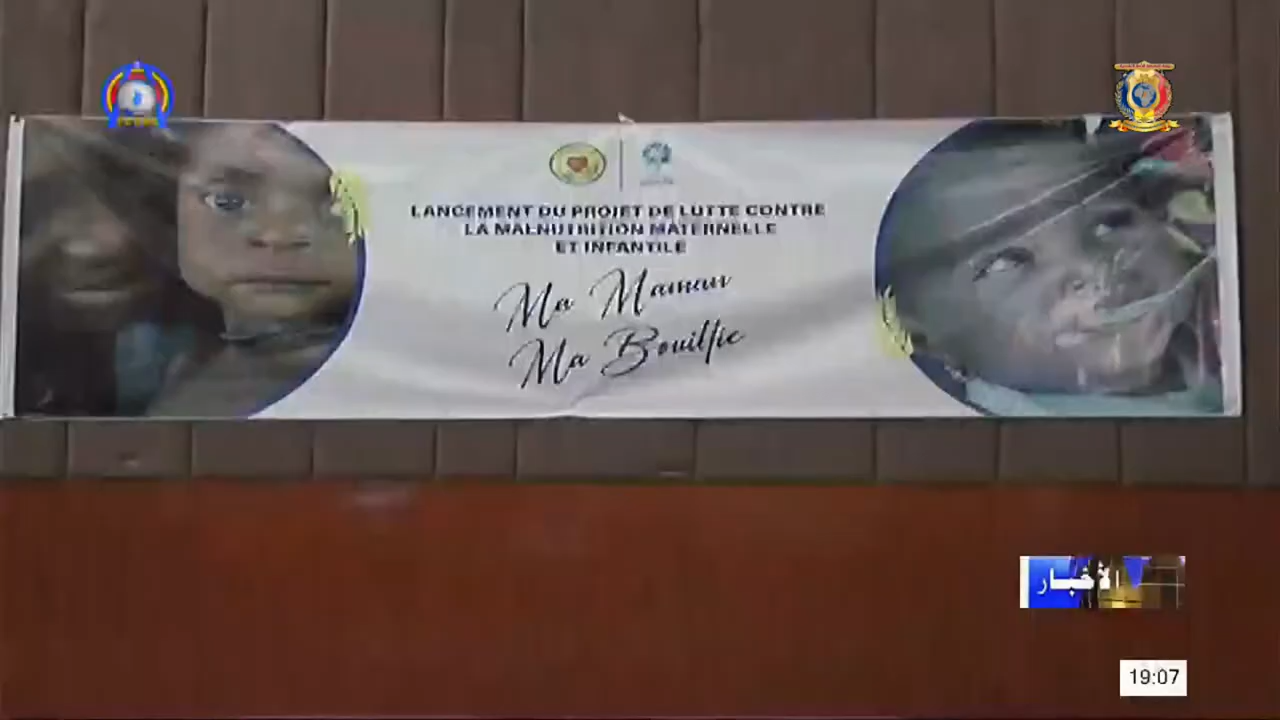 LANCEMENT DU PROJET DE LUTTE CONTRE
LA MALNUTRITION MATERNELLE
ET INFANTILE
Ma Maman
Ma Bouillie
الأخبار
19:07